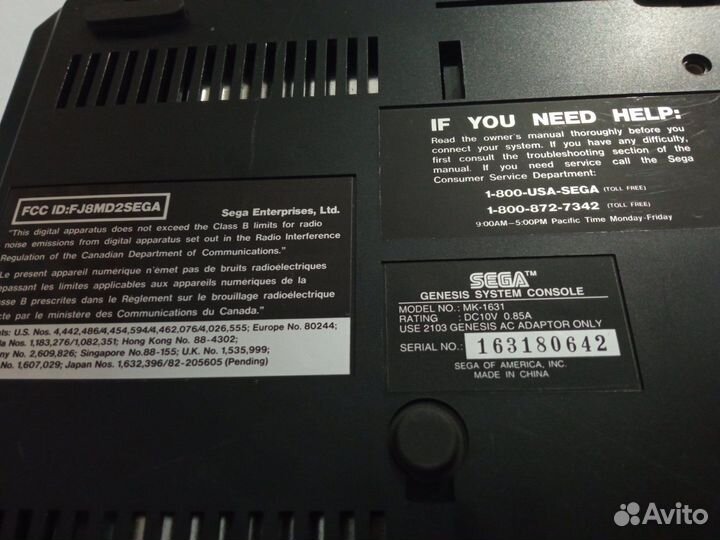 IF YOU NEED HELP:
Read the owner's manual thoroughly before you
connect your system. If you have any difficulty,
first consult the troubleshooting section of the
manual. If you need service call the Sega
Consumer Service Department:
1-800-USA-SEGA (TOLL FREE)
1-800-872-7342 (TOLL FREE)
9:00AM–5:00PM Pacific Time Monday-Friday
FCC ID:FJ8MD2SEGA
Sega Enterprises, Ltd.
"This digital apparatus does not exceed the Class B limits for radio
noise emissions from digital apparatus set out in the Radio Interference
Regulation of the Canadian Department of Communications."
Le present appareil numérique n'emet pas de bruits radioélectriques
depassant les limites applicables aux appareils numériques de la
Classe B prescrites dans le Règlement sur le brouillage radioélectrique
par le ministére des Communications du Canada."
U.S. Nos. 4,442,486/4,454,594/4,462,076/4,026,555; Europe No. 80244;
Nos. 1,183,276/1,082,351; Hong Kong No. 88-4302;
No. 2,609,826; Singapore No.88-155; U.K. No. 1,535,999;
No. 1,607,029; Japan Nos. 1,632,396/82-205605 (Pending)
SEGA™
GENESIS SYSTEM CONSOLE
MODEL NO.: MK-1631
RATING : DC10V 0.85A
USE 2103 GENESIS AC ADAPTOR ONLY
SERIAL NO.: 163180642
SEGA OF AMERICA, INC.
MADE IN CHINA
Avito